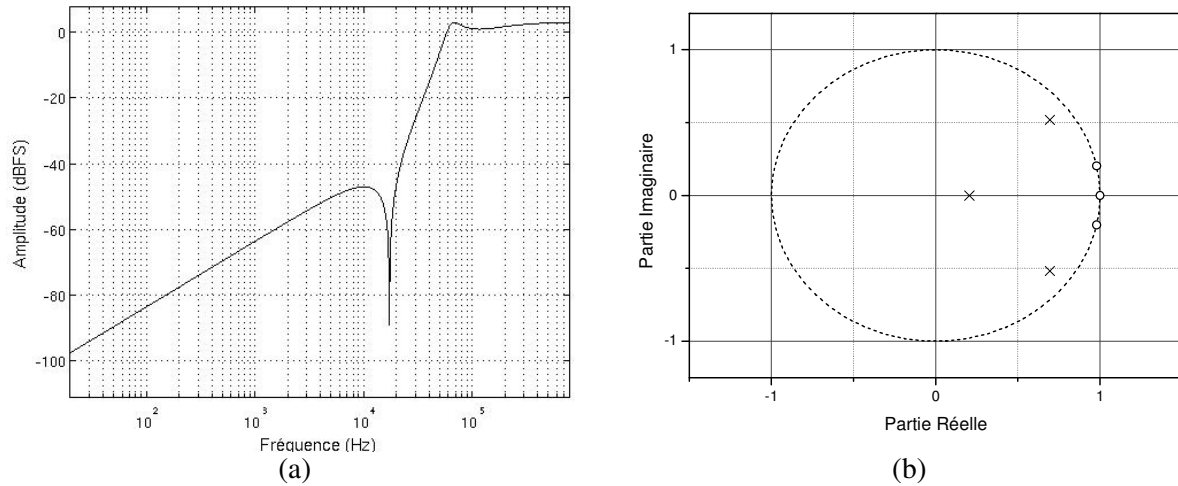 0
-20
-40
-60
-80
-100
Amplitude (dBFS)
10^2
10^3
10^4
10^5
Fréquence (Hz)
(a)
1
0
-1
Partie Imaginaire
-1
0
1
Partie Réelle
(b)